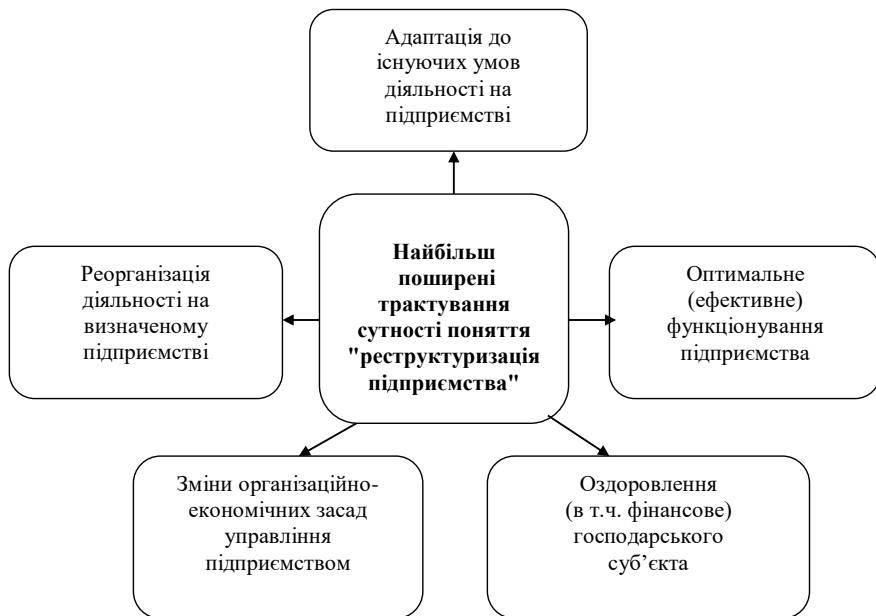 Адаптація до
існуючих умов
діяльності на
підприємстві
Найбільш
поширені
трактування
сутності поняття
"реструктуризація
підприємства"
Реорганізація
діяльності на
визначеному
підприємстві
Оптимальне
(ефективне)
функціонування
підприємства
Зміни організаційно-
економічних засад
управління
підприємством
Оздоровлення
(в т.ч. фінансове)
господарського
суб’єкта